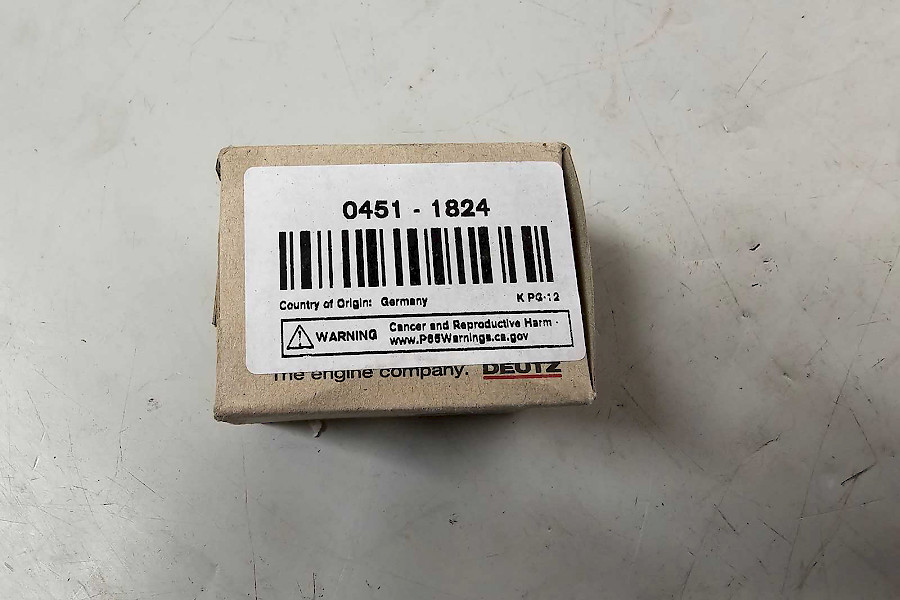 0451 - 1824
Country of Origin: Germany K PG-12
WARNING Cancer and Reproductive Harm -
www.P65Warnings.ca.gov
The engine company. DEUTZ